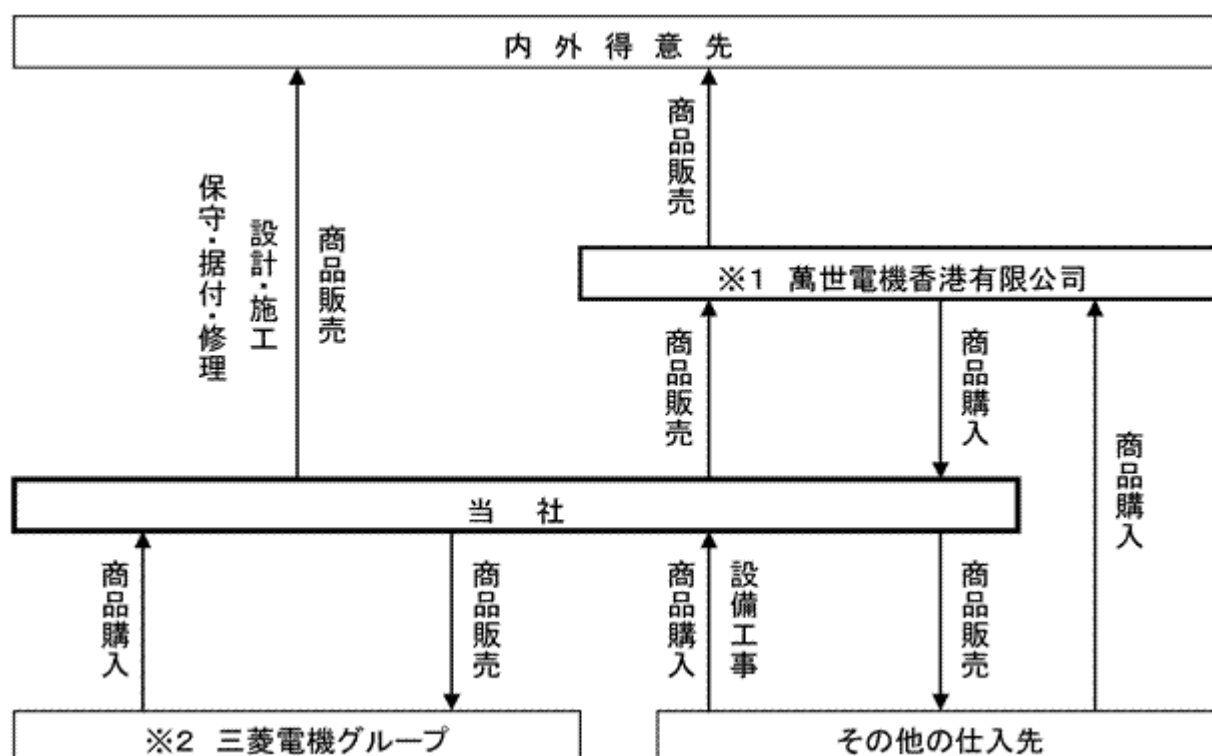 内外得意先
保守・据付・修理
設計・施工
商品販売
商品販売
※1 萬世電機香港有限公司
商品販売
商品購入
商品購入
当社
商品購入
商品販売
商品購入
設備工事
商品販売
※2 三菱電機グループ
その他の仕入先